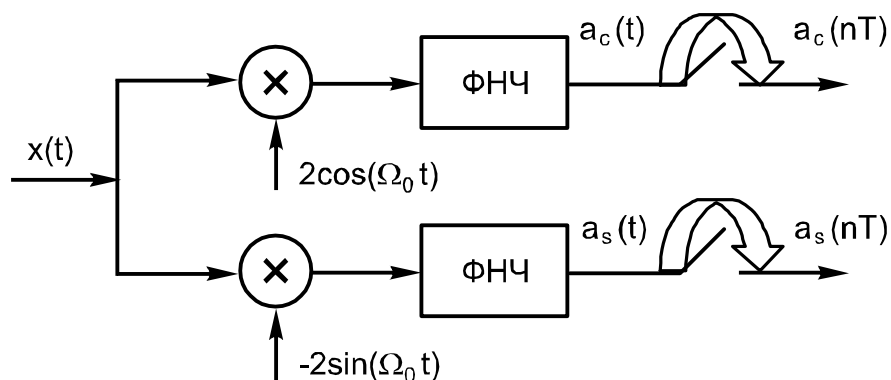 a_c(t)
a_c(nT)
ФНЧ
x(t)
2cos(Ω_0 t)
a_s(t)
a_s(nT)
ФНЧ
-2sin(Ω_0 t)